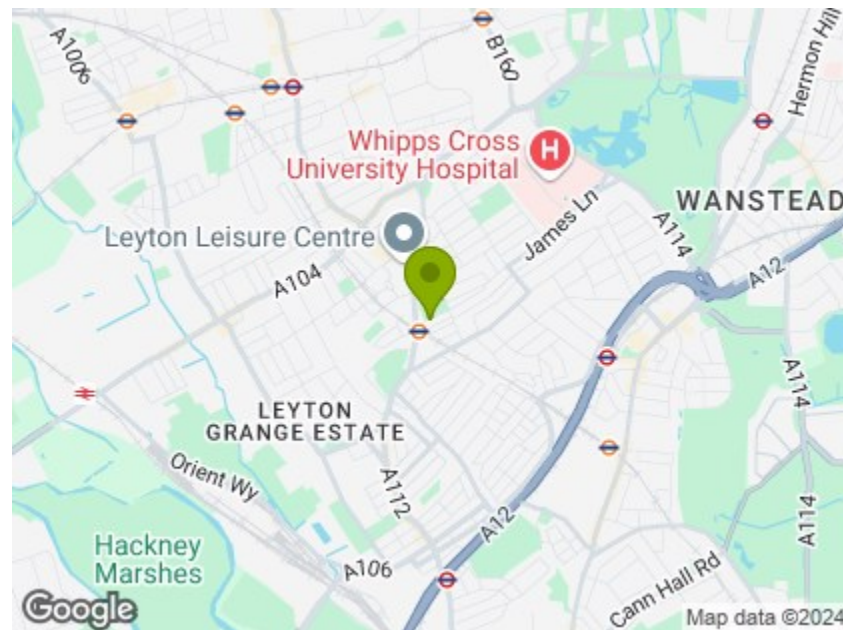 A1006
B160
Hermon Hill
Whipps Cross
University Hospital
H
WANSTEAD
James Ln
A114
Leyton Leisure Centre
A104
A12
A114
LEYTON
GRANGE ESTATE
Orient Wy
A112
A12
A114
Hackney
Marshes
A106
Cann Hall Rd
Google
Map data ©2024